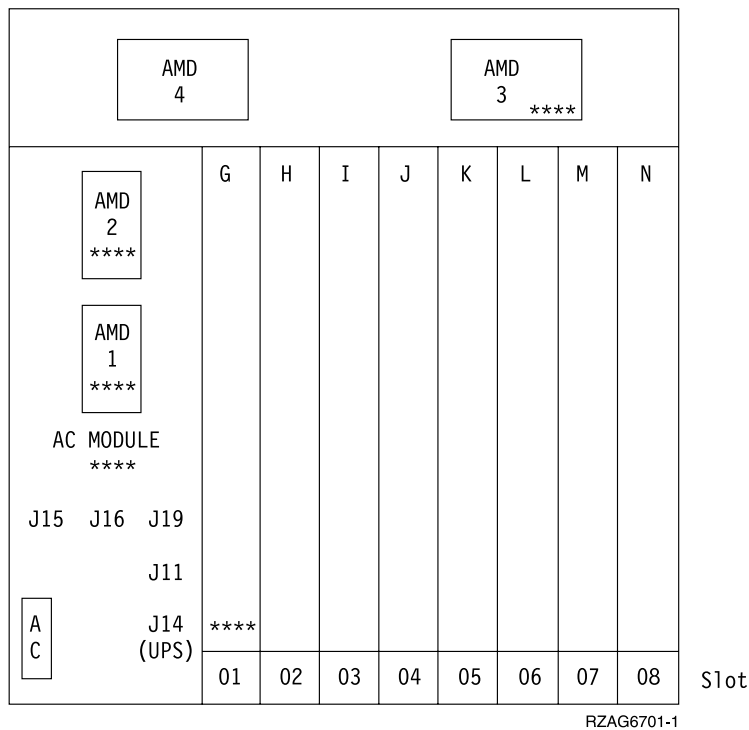 AMD AMD
4 3 ****
G H I J K L M N
AMD
2
****
AMD
1
****
AC MODULE
****
J15 J16 J19
J11
A J14 ****
C (UPS)
01 02 03 04 05 06 07 08 Slot
RZAG6701-1